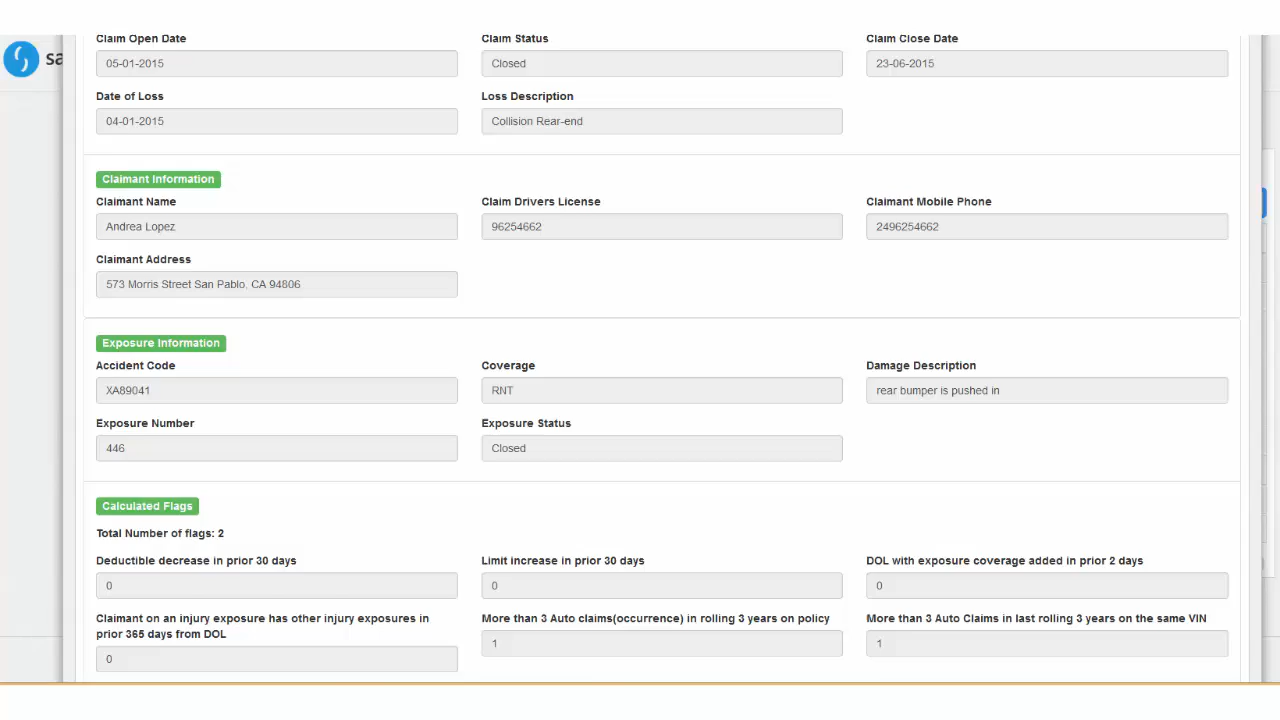 sa
Claim Open Date Claim Status Claim Close Date
05-01-2015 Closed 23-06-2015
Date of Loss Loss Description
04-01-2015 Collision Rear-end
Claimant Information
Claimant Name Claim Drivers License Claimant Mobile Phone
Andrea Lopez 96254662 2496254662
Claimant Address
573 Morris Street San Pablo, CA 94806
Exposure Information
Accident Code Coverage Damage Description
XA89041 RNT rear bumper is pushed in
Exposure Number Exposure Status
446 Closed
Calculated Flags
Total Number of flags: 2
Deductible decrease in prior 30 days Limit increase in prior 30 days DOL with exposure coverage added in prior 2 days
0 0 0
Claimant on an injury exposure has other injury exposures in More than 3 Auto claims(occurrence) in rolling 3 years on policy More than 3 Auto Claims in last rolling 3 years on the same VIN
prior 365 days from DOL
0 1 1